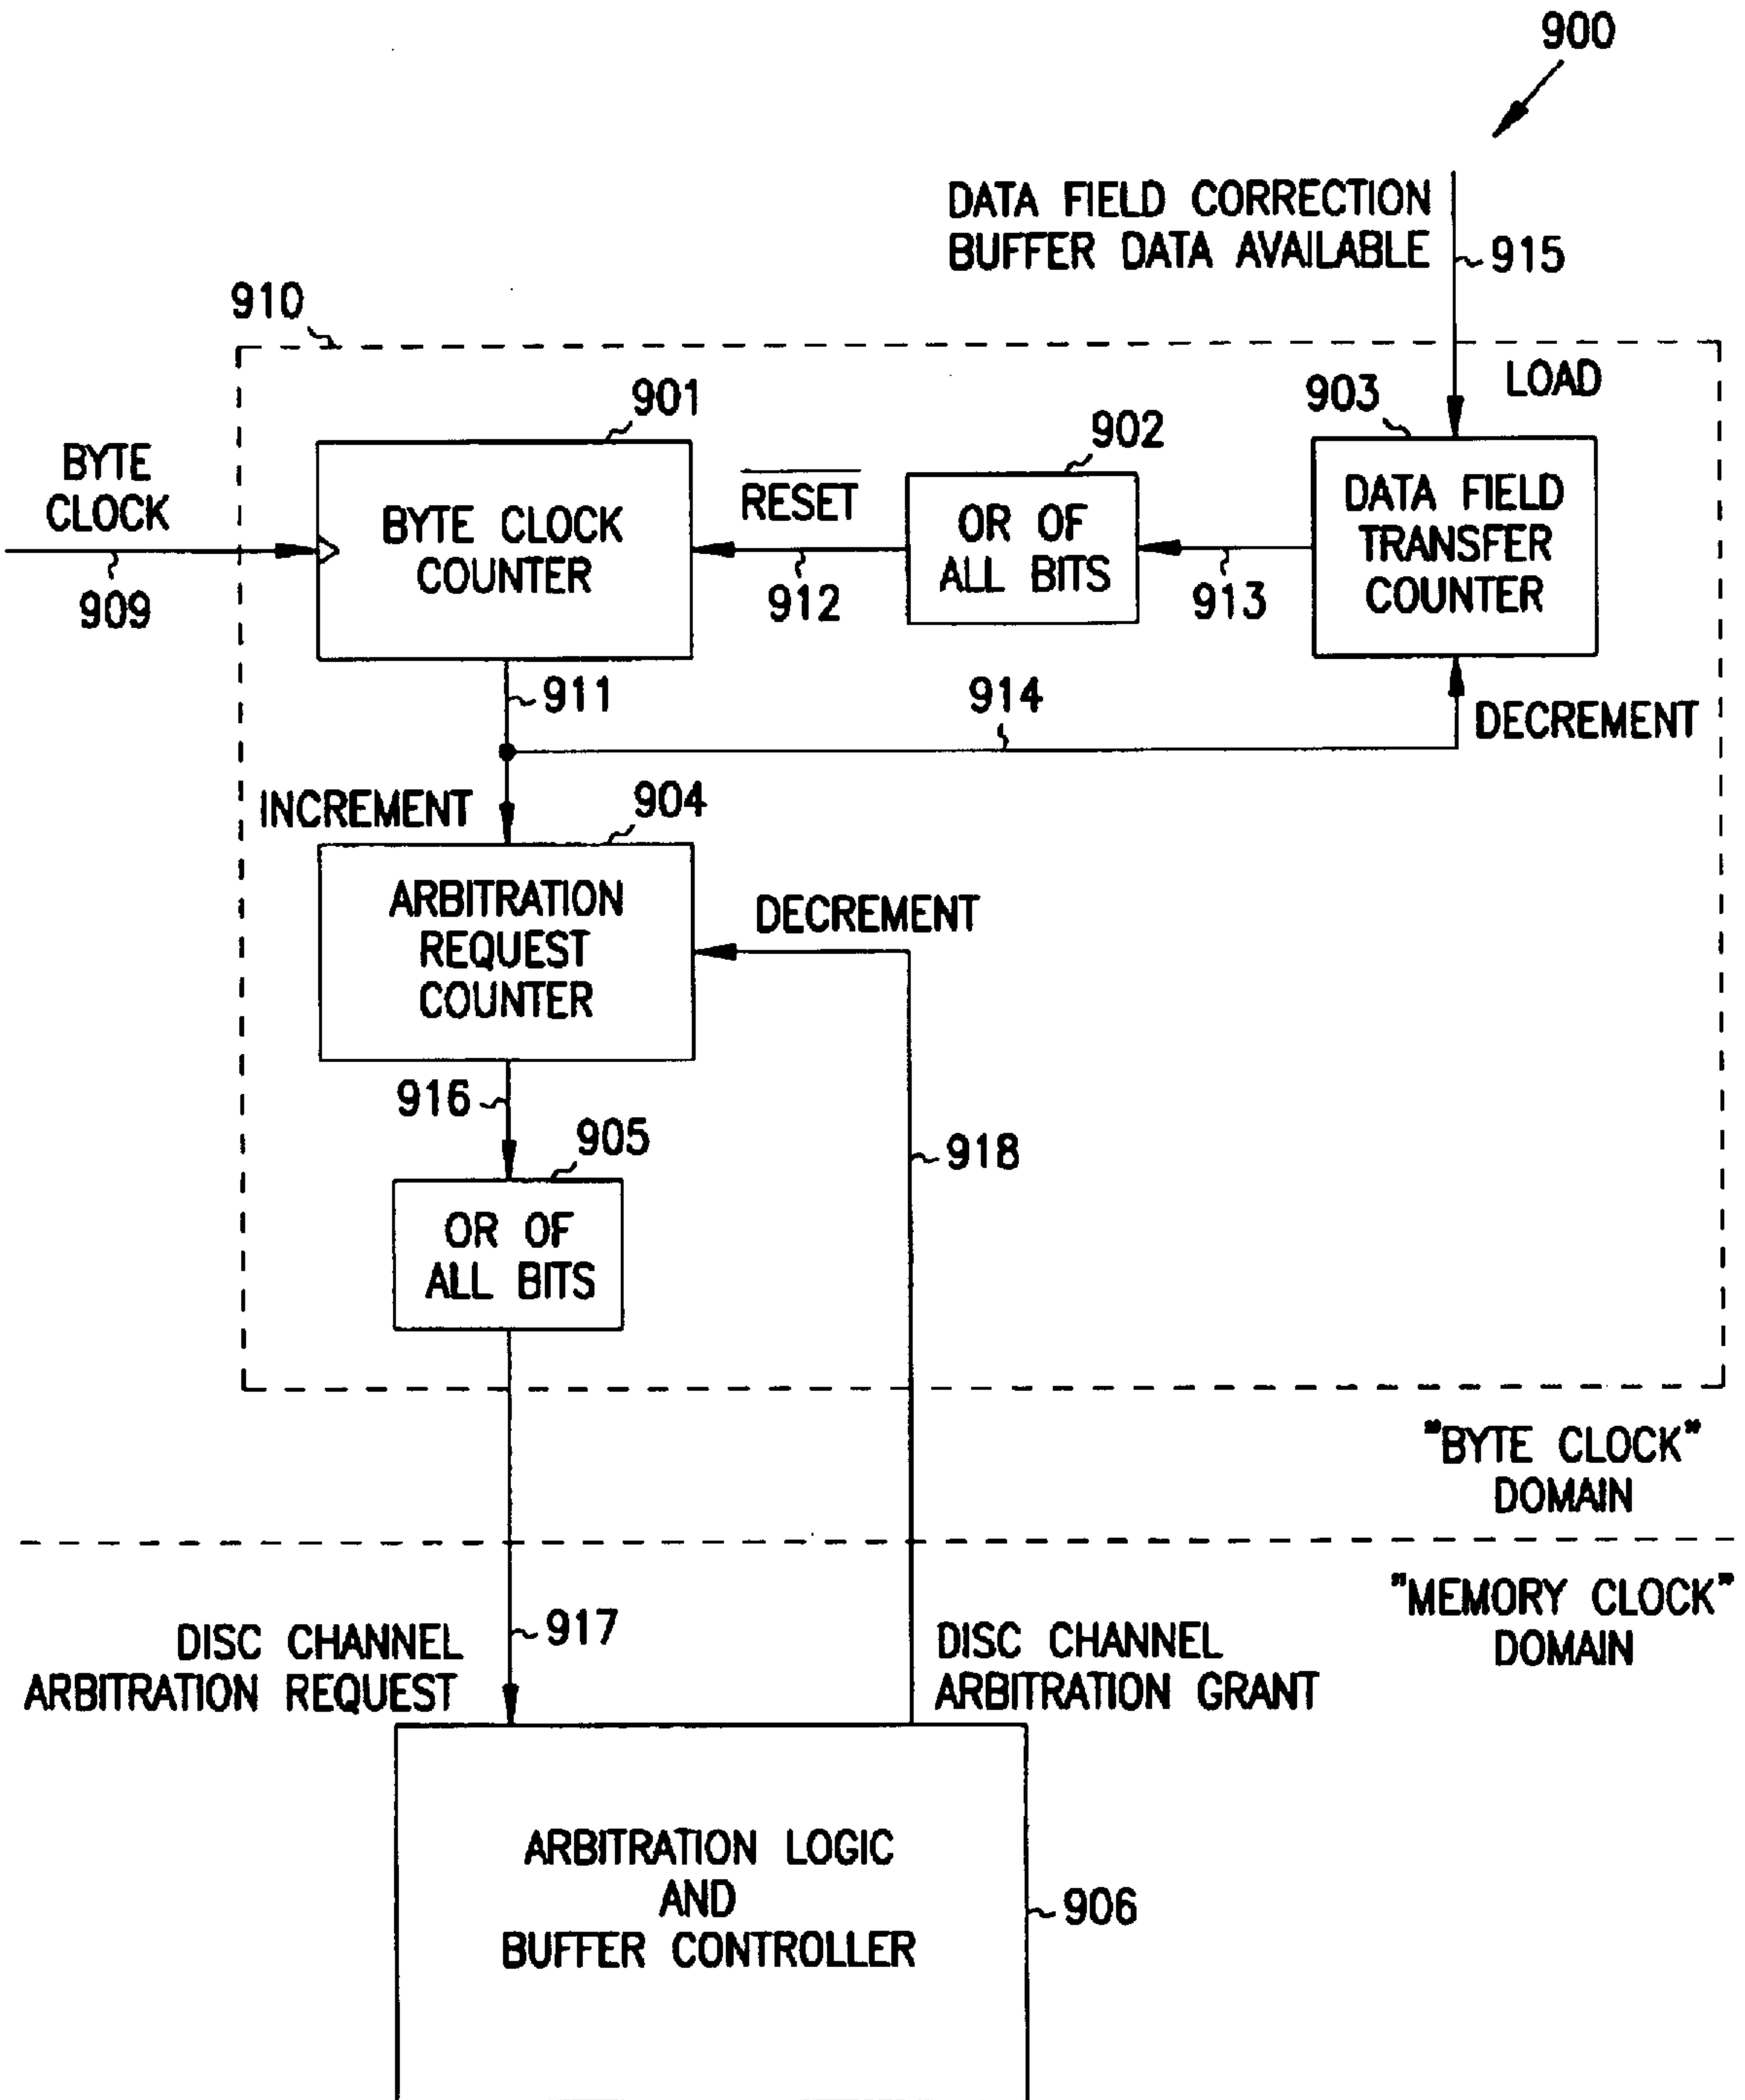 900
DATA FIELD CORRECTION
BUFFER DATA AVAILABLE
915
910
LOAD
901
903
902
BYTE
CLOCK
909
BYTE CLOCK
COUNTER
RESET
912
OR OF
ALL BITS
913
DATA FIELD
TRANSFER
COUNTER
911
914
DECREMENT
INCREMENT
904
ARBITRATION
REQUEST
COUNTER
DECREMENT
916
905
918
OR OF
ALL BITS
"BYTE CLOCK"
DOMAIN
"MEMORY CLOCK"
DOMAIN
917
DISC CHANNEL
ARBITRATION REQUEST
DISC CHANNEL
ARBITRATION GRANT
ARBITRATION LOGIC
AND
BUFFER CONTROLLER
906